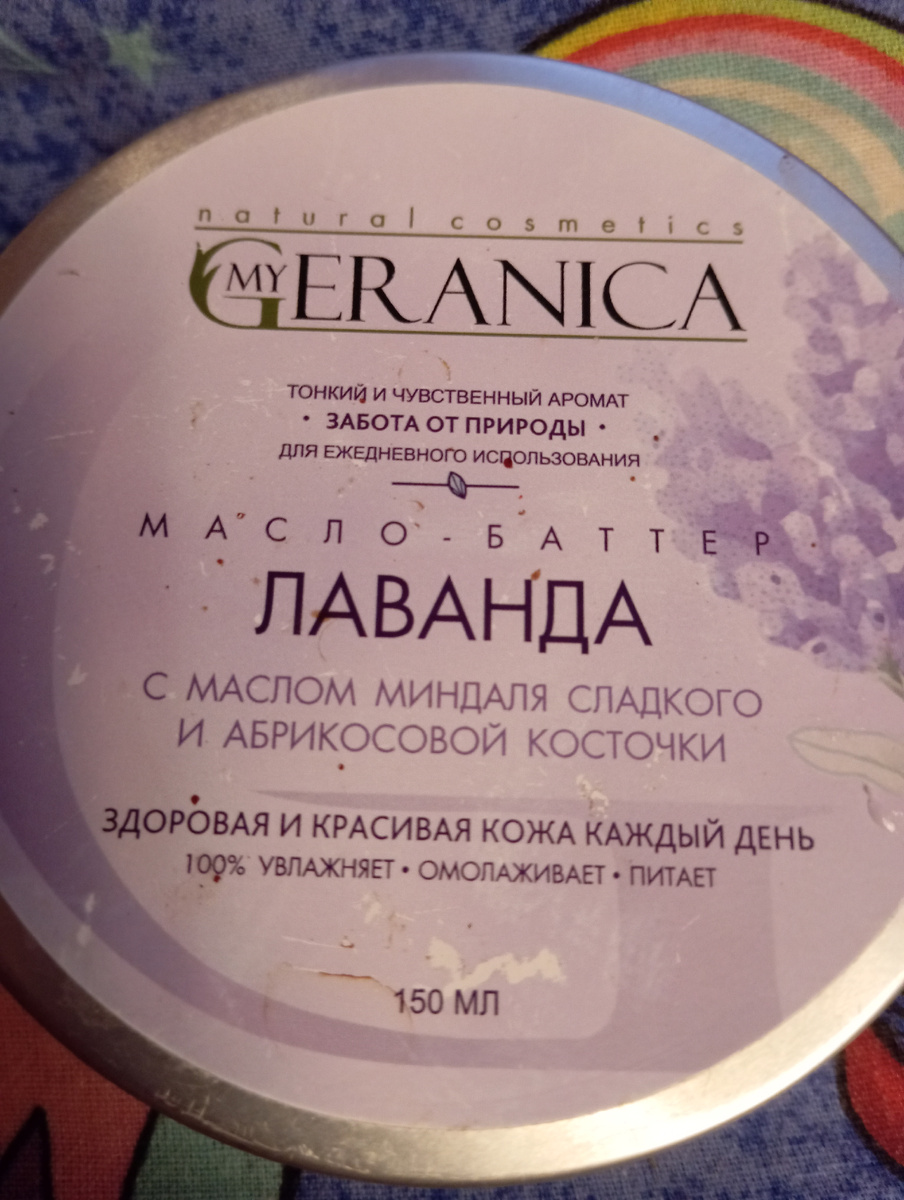 natural cosmetics
MY GERANICA
ТОНКИЙ И ЧУВСТВЕННЫЙ АРОМАТ
• ЗАБОТА ОТ ПРИРОДЫ •
ДЛЯ ЕЖЕДНЕВНОГО ИСПОЛЬЗОВАНИЯ
МАСЛО-БАТТЕР
ЛАВАНДА
С МАСЛОМ МИНДАЛЯ СЛАДКОГО
И АБРИКОСОВОЙ КОСТОЧКИ
ЗДОРОВАЯ И КРАСИВАЯ КОЖА КАЖДЫЙ ДЕНЬ
100% УВЛАЖНЯЕТ • ОМОЛАЖИВАЕТ • ПИТАЕТ
150 МЛ